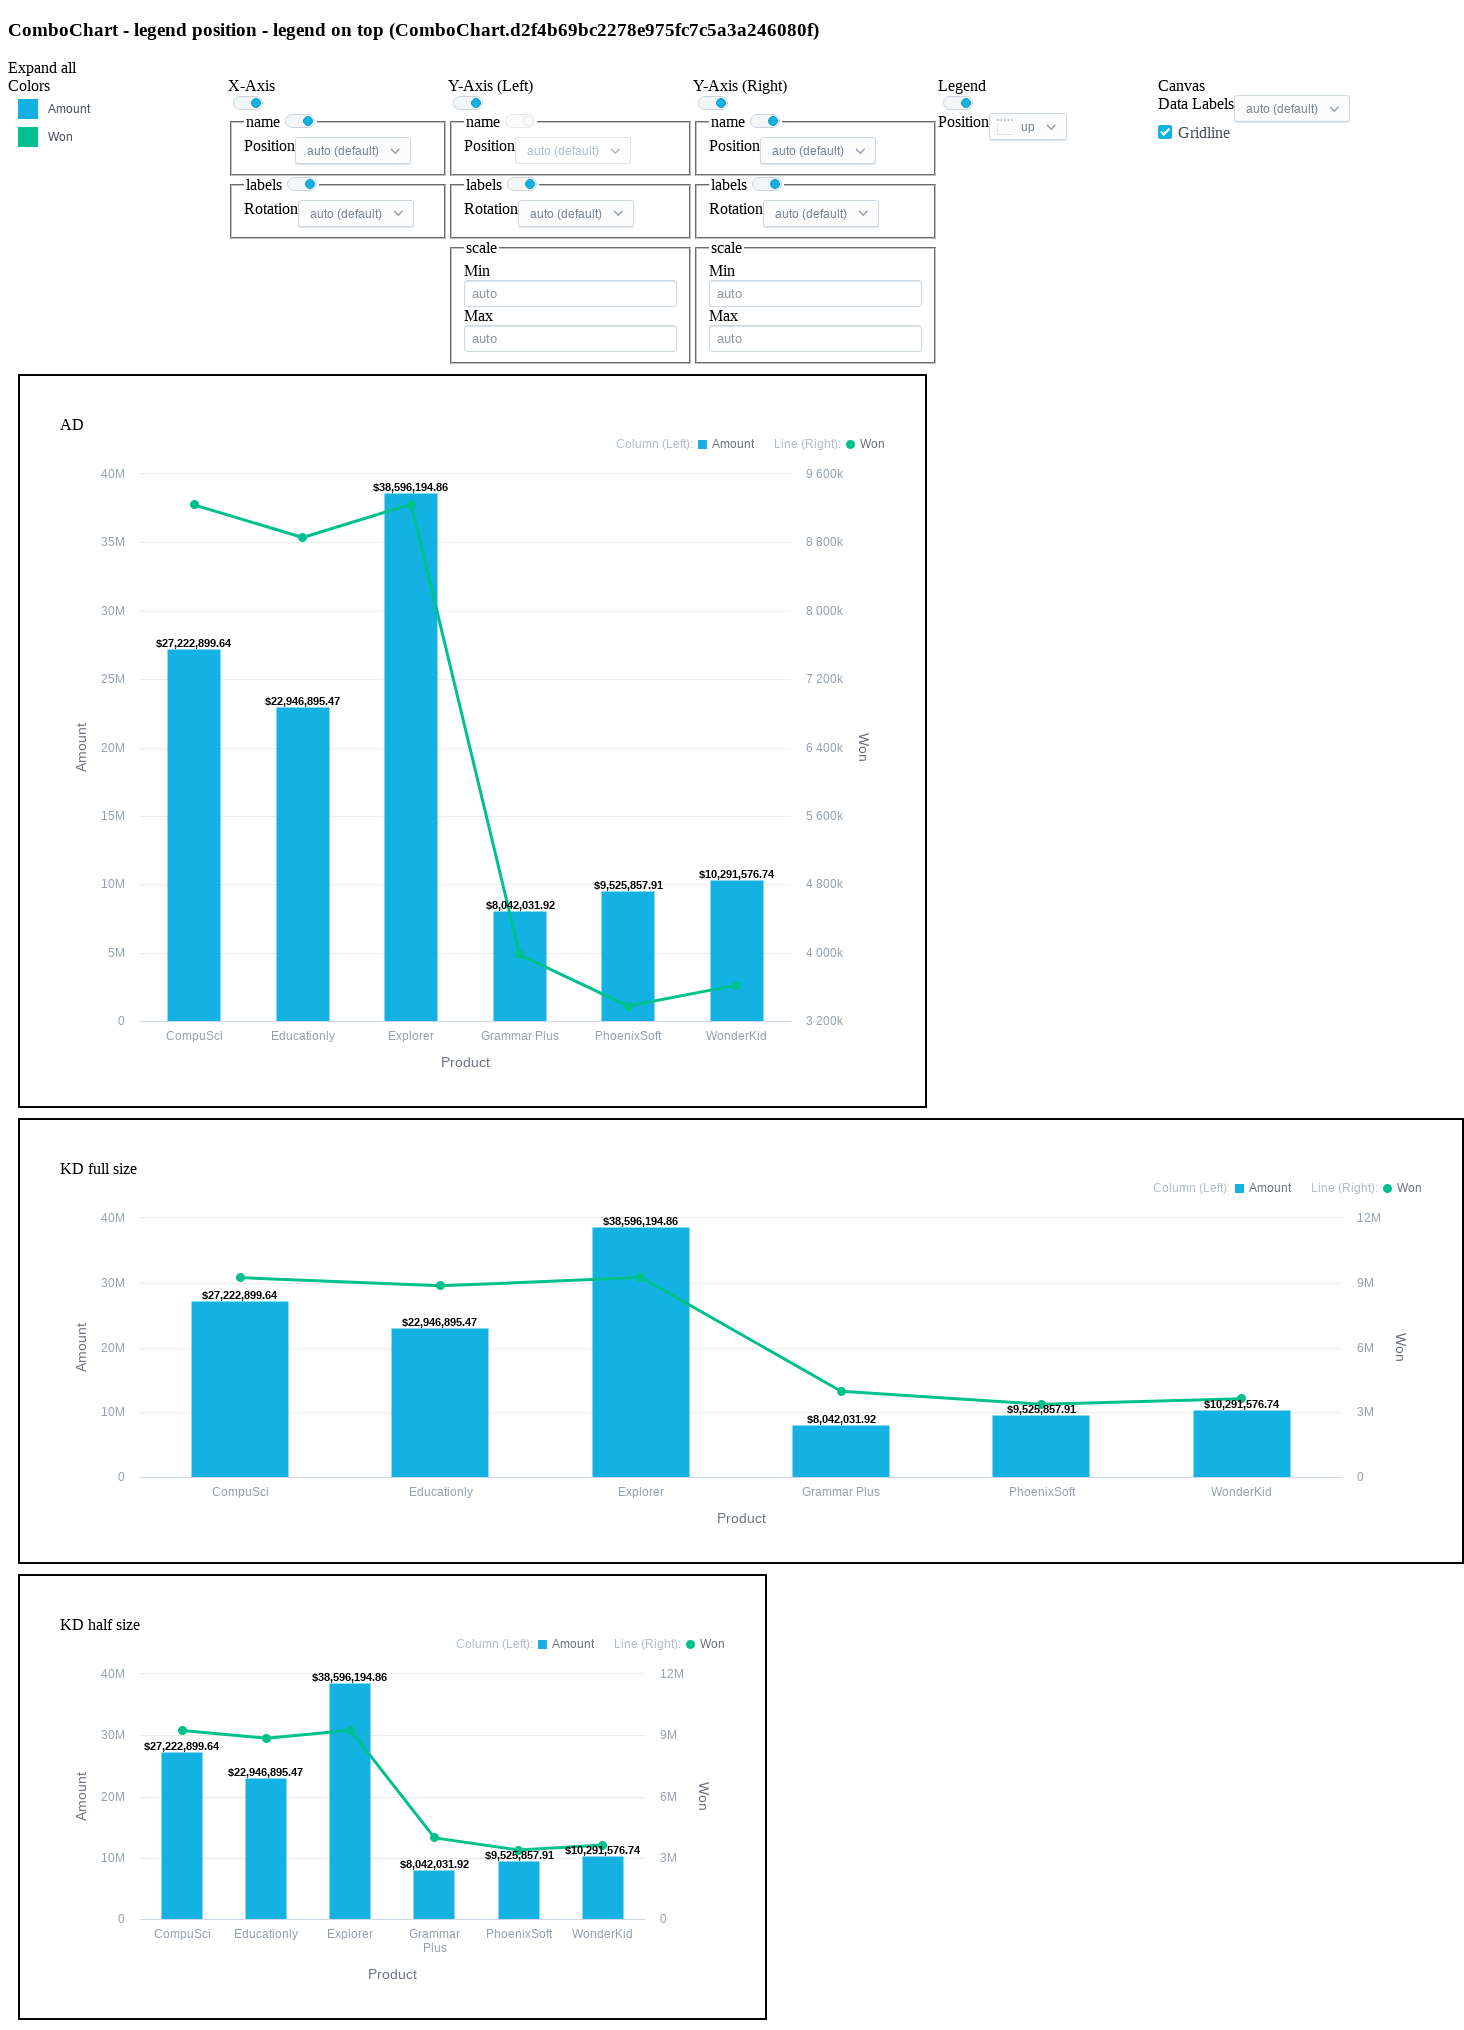 ComboChart - legend position - legend on top (ComboChart.d2f4b69bc2278e975fc7c5a3a246080f)
Expand all
Colors
Amount
Won
X-Axis
name
Position auto (default)
labels
Rotation auto (default)
Y-Axis (Left)
name
Position auto (default)
labels
Rotation auto (default)
scale
Min
auto
Max
auto
Y-Axis (Right)
name
Position auto (default)
labels
Rotation auto (default)
scale
Min
auto
Max
auto
Legend
Position up
Canvas
Data Labels auto (default)
Gridline
AD
Column (Left): Amount Line (Right): Won
40M
35M
30M
25M
20M
15M
10M
5M
0
Amount
$27,222,899.64
$22,946,895.47
$38,596,194.86
$8,042,031.92
$9,525,857.91
$10,291,576.74
9 600k
8 800k
8 000k
7 200k
6 400k
5 600k
4 800k
4 000k
3 200k
Won
CompuSci Educationly Explorer Grammar Plus PhoenixSoft WonderKid
Product
KD full size
Column (Left): Amount Line (Right): Won
40M
30M
20M
10M
0
Amount
$27,222,899.64
$22,946,895.47
$38,596,194.86
$8,042,031.92
$9,525,857.91
$10,291,576.74
12M
9M
6M
3M
0
Won
CompuSci Educationly Explorer Grammar Plus PhoenixSoft WonderKid
Product
KD half size
Column (Left): Amount Line (Right): Won
40M
30M
20M
10M
0
Amount
$27,222,899.64
$22,946,895.47
$38,596,194.86
$8,042,031.92
$9,525,857.91
$10,291,576.74
12M
9M
6M
3M
0
Won
CompuSci Educationly Explorer Grammar PhoenixSoft WonderKid
Plus
Product